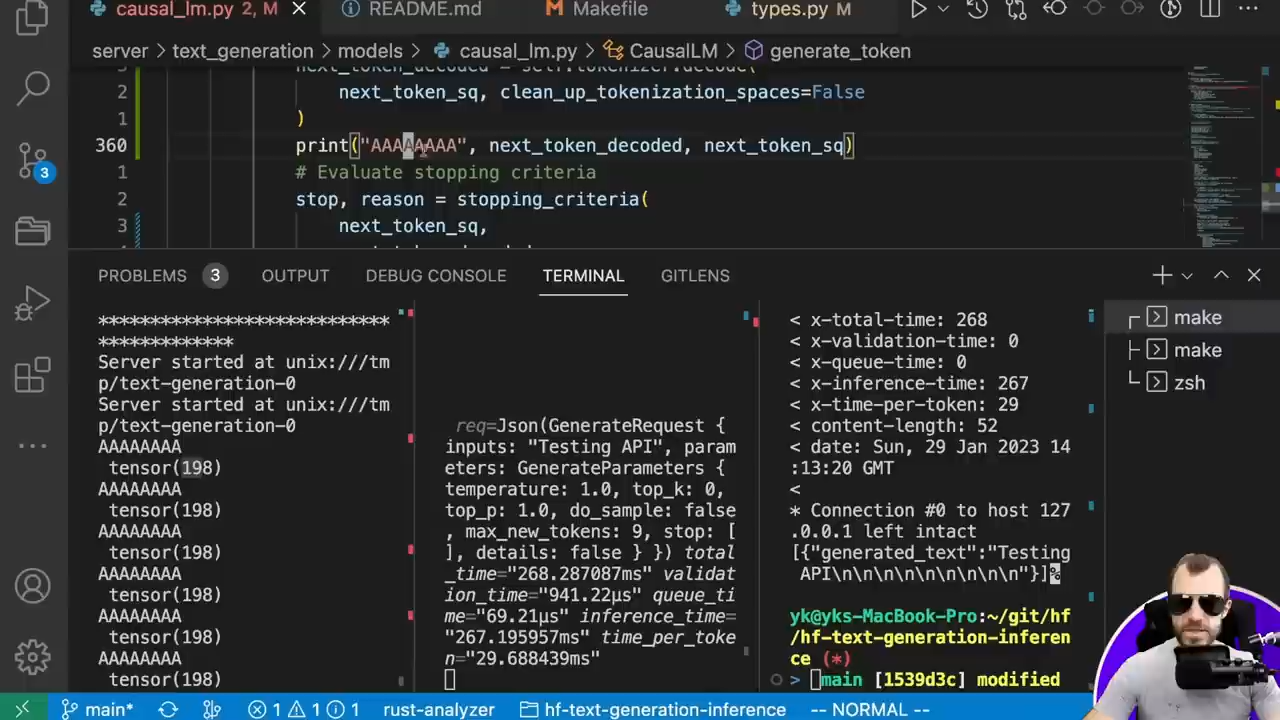 causal_lm.py 2, M
README.md
Makefile
types.py M
server > text_generation > models > causal_lm.py > CausalLM > generate_token
3 next_token_decoded = self.tokenizer.decode(
2 next_token_sq, clean_up_tokenization_spaces=False
1 )
360 print("AAAAAAAA", next_token_decoded, next_token_sq)
1 # Evaluate stopping criteria
2 stop, reason = stopping_criteria(
3 next_token_sq,
PROBLEMS 3 OUTPUT DEBUG CONSOLE TERMINAL GITLENS
***************************
*************
Server started at unix:///tm
p/text-generation-0
Server started at unix:///tm
p/text-generation-0
AAAAAAAA
tensor(198)
AAAAAAAA
tensor(198)
AAAAAAAA
tensor(198)
AAAAAAAA
tensor(198)
AAAAAAAA
tensor(198)
AAAAAAAA
tensor(198)
req=Json(GenerateRequest {
inputs: "Testing API", param
eters: GenerateParameters {
temperature: 1.0, top_k: 0,
top_p: 1.0, do_sample: false
, max_new_tokens: 9, stop: [
], details: false } }) total
_time="268.287087ms" validat
ion_time="941.22µs" queue_ti
me="69.21µs" inference_time=
"267.195957ms" time_per_toke
n="29.688439ms"
< x-total-time: 268
< x-validation-time: 0
< x-queue-time: 0
< x-inference-time: 267
< x-time-per-token: 29
< content-length: 52
< date: Sun, 29 Jan 2023 14
:13:20 GMT
<
* Connection #0 to host 127
.0.0.1 left intact
[{"generated_text":"Testing
API\n\n\n\n\n\n\n\n\n"}]%
yk@yks-MacBook-Pro:~/git/hf
/hf-text-generation-inferen
ce (*)
> main [1539d3c] modified
make
make
zsh
3
main* 1 1 1 rust-analyzer hf-text-generation-inference -- NORMAL --